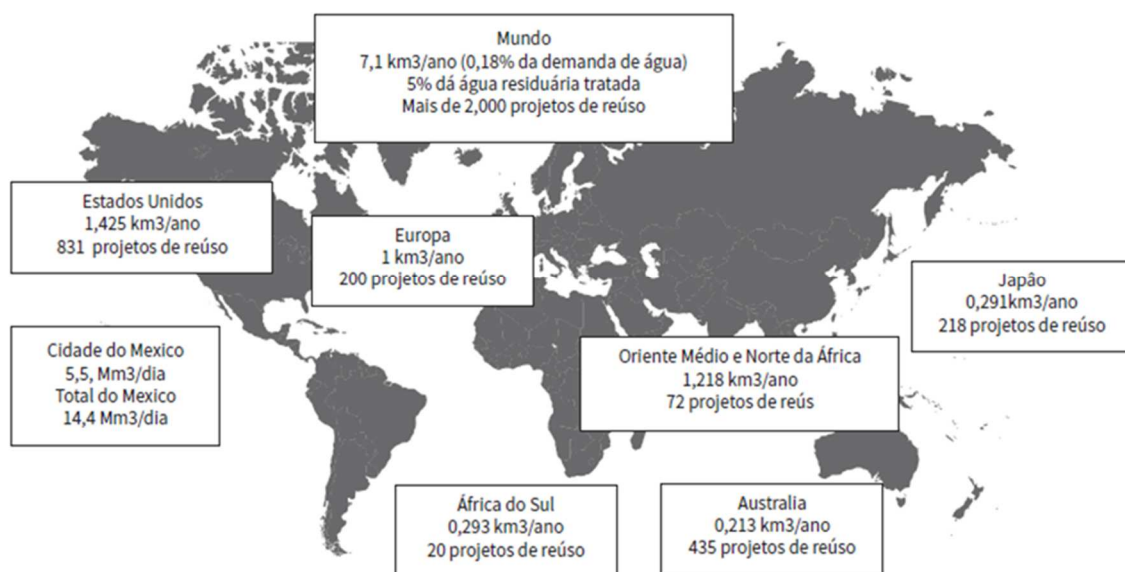 Mundo
7,1 km3/ano (0,18% da demanda de água)
5% dá água residuária tratada
Mais de 2,000 projetos de reúso
Estados Unidos
1,425 km3/ano
831 projetos de reúso
Europa
1 km3/ano
200 projetos de reúso
Japâo
0,291km3/ano
218 projetos de reúso
Cidade do Mexico
5,5, Mm3/dia
Total do Mexico
14,4 Mm3/dia
Oriente Médio e Norte da África
1,218 km3/ano
72 projetos de reús
África do Sul
0,293 km3/ano
20 projetos de reúso
Australia
0,213 km3/ano
435 projetos de reúso